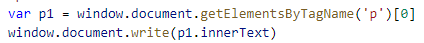 var p1 = window.document.getElementsByTagName('p')[0]
window.document.write(p1.innerText)